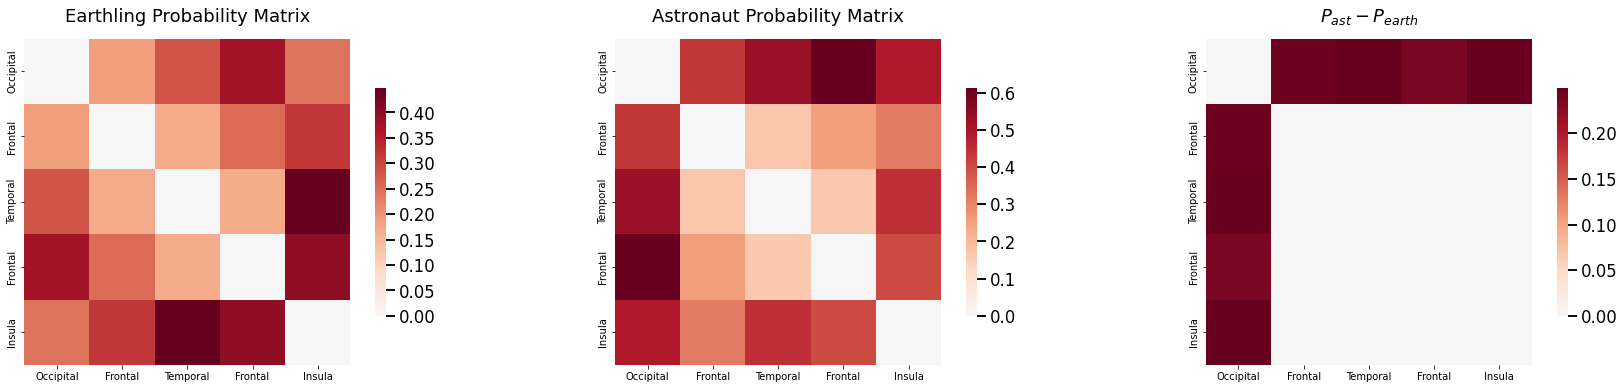 Earthling Probability Matrix
Occipital
Frontal
Temporal
Frontal
Insula
Occipital Frontal Temporal Frontal Insula
0.40
0.35
0.30
0.25
0.20
0.15
0.10
0.05
0.00
Astronaut Probability Matrix
Occipital
Frontal
Temporal
Frontal
Insula
Occipital Frontal Temporal Frontal Insula
0.6
0.5
0.4
0.3
0.2
0.1
0.0
P_{ast} − P_{earth}
Occipital
Frontal
Temporal
Frontal
Insula
Occipital Frontal Temporal Frontal Insula
0.20
0.15
0.10
0.05
0.00